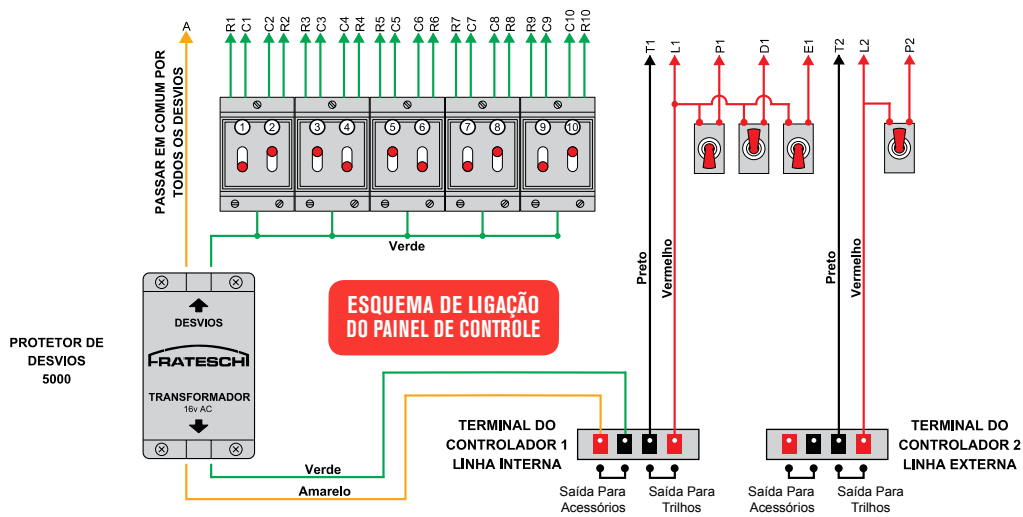 A
R1 C1 C2 R2 R3 C3 C4 R4 R5 C5 C6 R6 R7 C7 C8 R8 R9 C9 C10 R10
T1 L1 P1 D1 E1 T2 L2 P2
PASSAR EM COMUM POR
TODOS OS DESVIOS
1 2 3 4 5 6 7 8 9 10
Verde
Preto
Vermelho
Preto
Vermelho
ESQUEMA DE LIGAÇÃO
DO PAINEL DE CONTROLE
PROTETOR DE
DESVIOS
5000
DESVIOS
FRATESCHI
TRANSFORMADOR
16v AC
Verde
Amarelo
TERMINAL DO
CONTROLADOR 1
LINHA INTERNA
Saída Para
Acessórios
Saída Para
Trilhos
TERMINAL DO
CONTROLADOR 2
LINHA EXTERNA
Saída Para
Acessórios
Saída Para
Trilhos